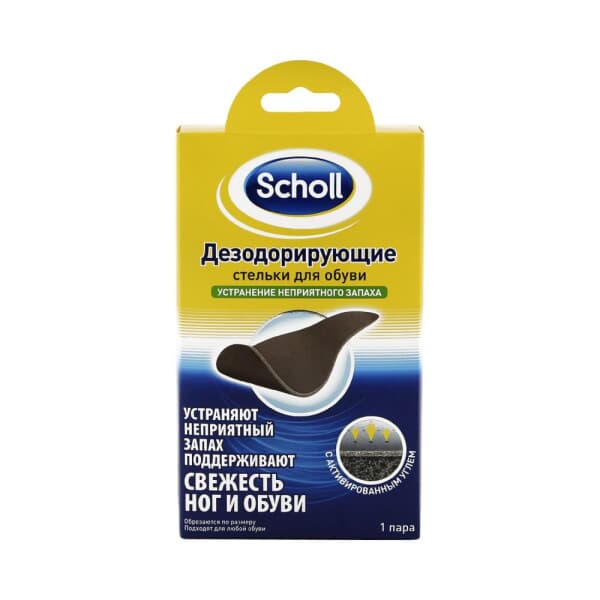 Scholl
Дезодорирующие
стельки для обуви
УСТРАНЕНИЕ НЕПРИЯТНОГО ЗАПАХА
УСТРАНЯЮТ
НЕПРИЯТНЫЙ
ЗАПАХ
ПОДДЕРЖИВАЮТ
СВЕЖЕСТЬ
НОГ И ОБУВИ
С АКТИВИРОВАННЫМ УГЛЕМ
Обрезаются по размеру
Подходят для любой обуви
1 пара